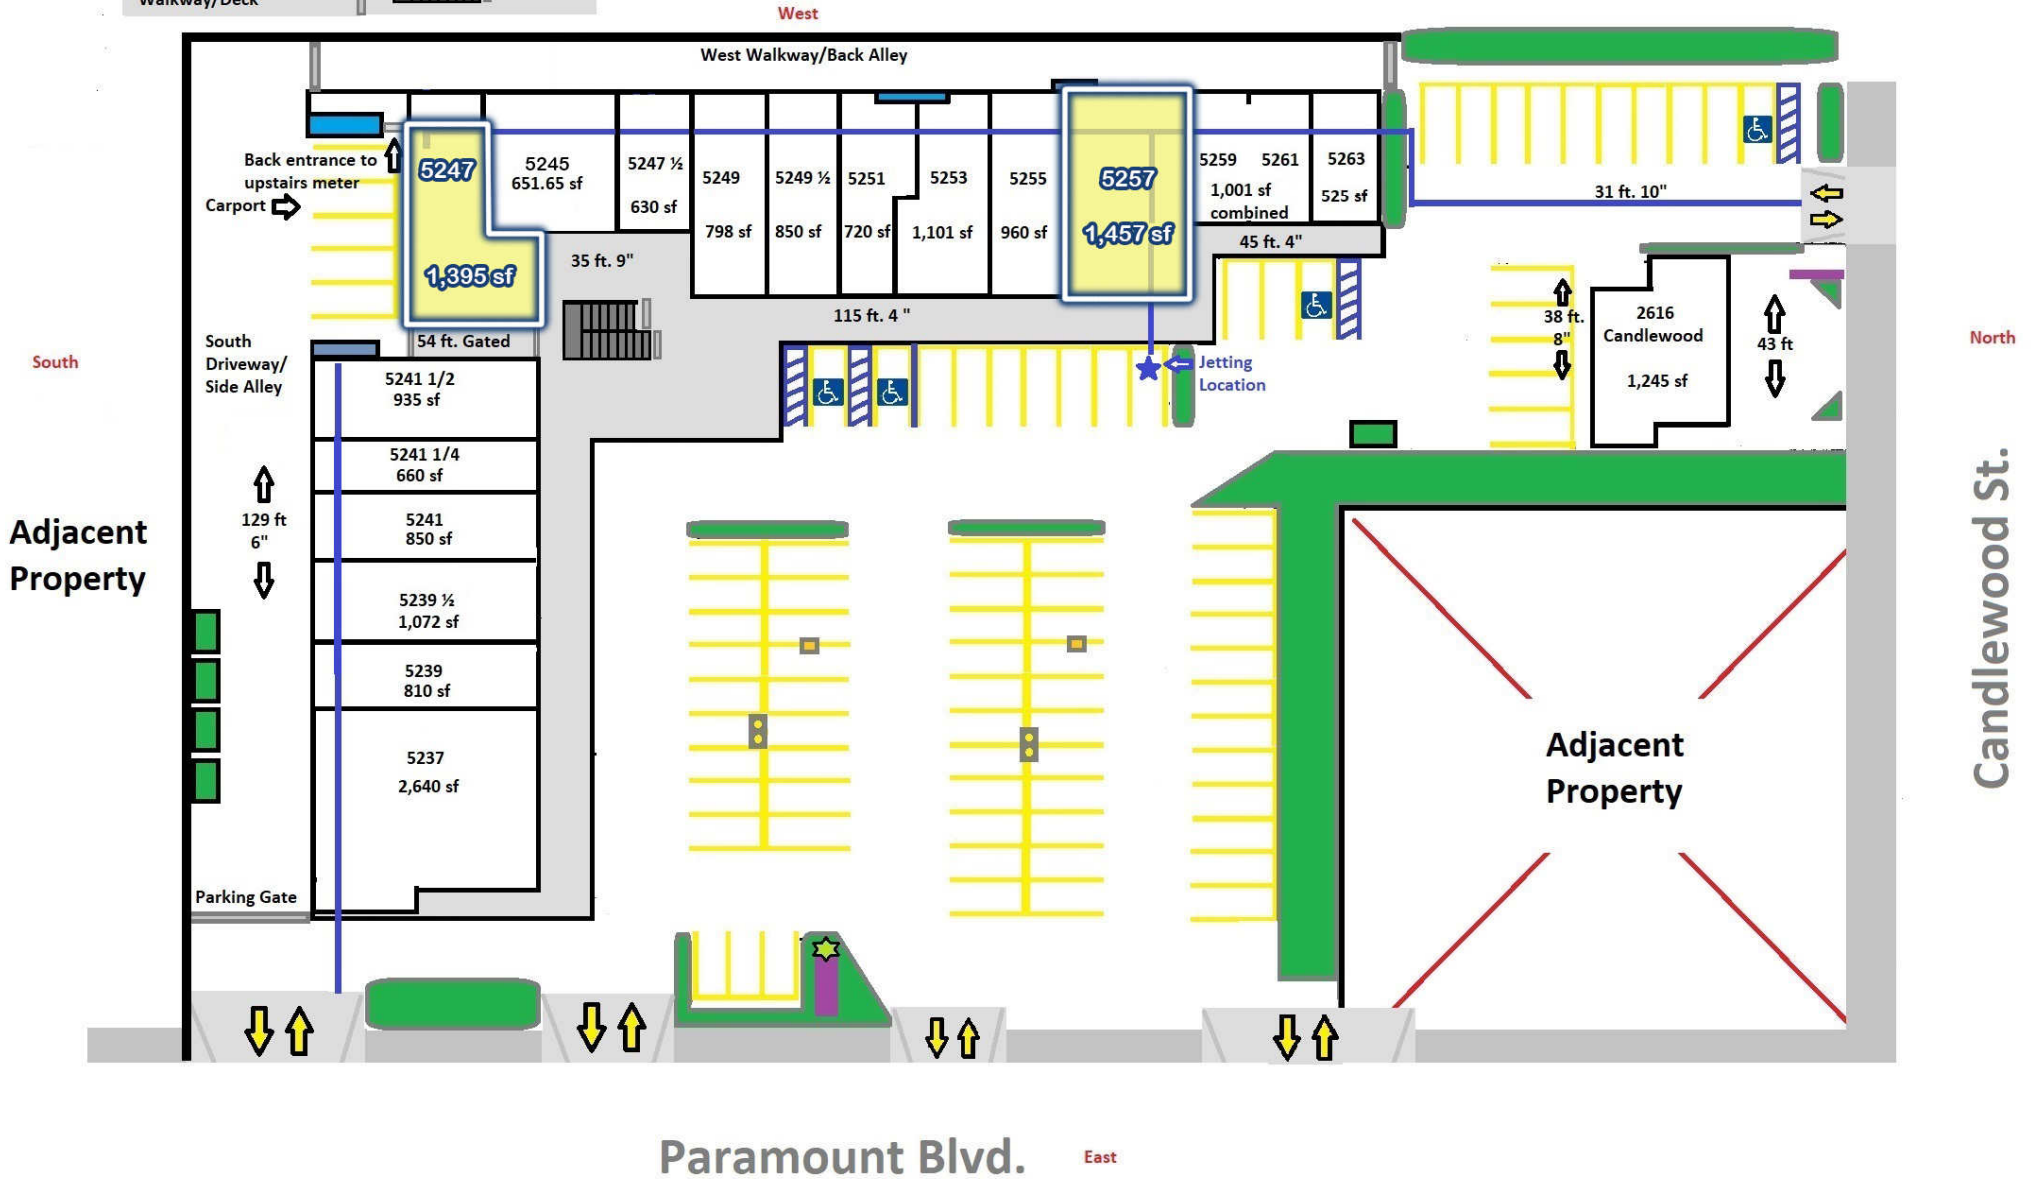 Walkway/Deck
West
West Walkway/Back Alley
Back entrance to
upstairs meter
Carport
5247
1,395 sf
5245
651.65 sf
5247 ½
630 sf
5249
798 sf
5249 ½
850 sf
5251
720 sf
5253
1,101 sf
5255
960 sf
5257
1,457 sf
5259 5261
1,001 sf
combined
5263
525 sf
31 ft. 10"
45 ft. 4"
35 ft. 9"
115 ft. 4 "
54 ft. Gated
South
South
Driveway/
Side Alley
Jetting
Location
38 ft.
8"
2616
Candlewood
1,245 sf
43 ft
North
5241 1/2
935 sf
5241 1/4
660 sf
5241
850 sf
5239 ½
1,072 sf
5239
810 sf
5237
2,640 sf
129 ft
6"
Adjacent
Property
Parking Gate
Adjacent
Property
Candlewood St.
Paramount Blvd.
East